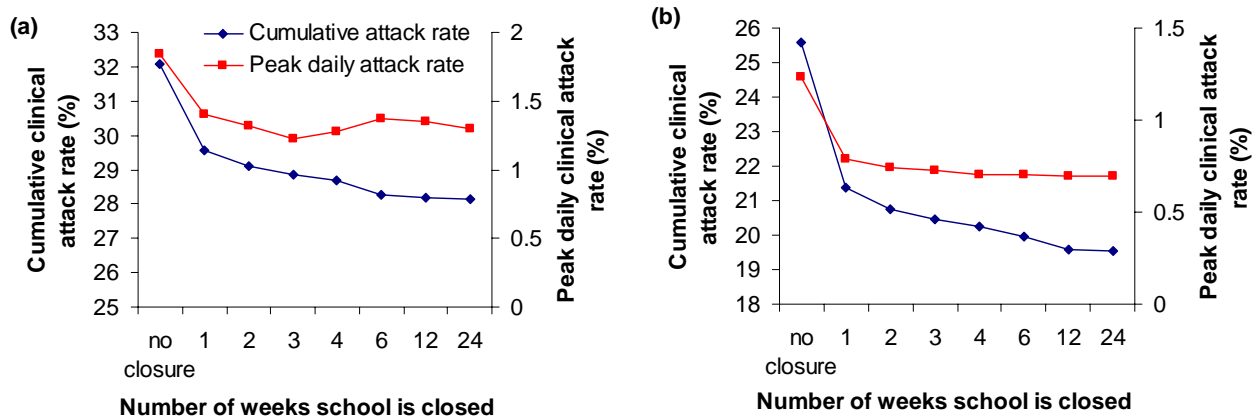 (a)
Cumulative clinical
attack rate (%)
33
32
31
30
29
28
27
26
25
Cumulative attack rate
Peak daily attack rate
2
1.5
1
0.5
0
Peak daily clinical attack
rate (%)
no
closure
1
2
3
4
6
12
24
Number of weeks school is closed
(b)
Cumulative clinical
attack rate (%)
26
25
24
23
22
21
20
19
18
1.5
1
0.5
0
Peak daily clinical attack
rate (%)
no
closure
1
2
3
4
6
12
24
Number of weeks school is closed